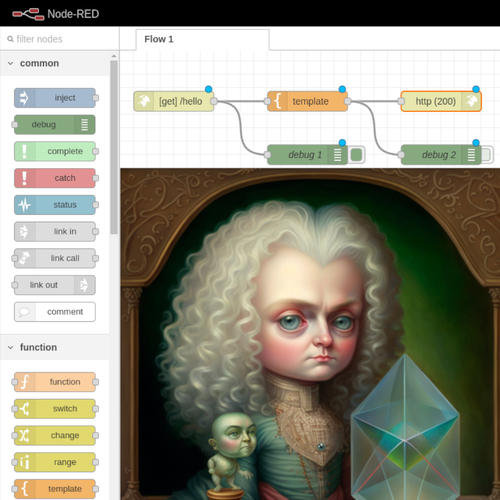 Node-RED
filter nodes
Flow 1
common
inject
debug
complete
catch
status
link in
link call
link out
comment
function
function
switch
change
range
template
[get] /hello
template
http (200)
debug 1
debug 2